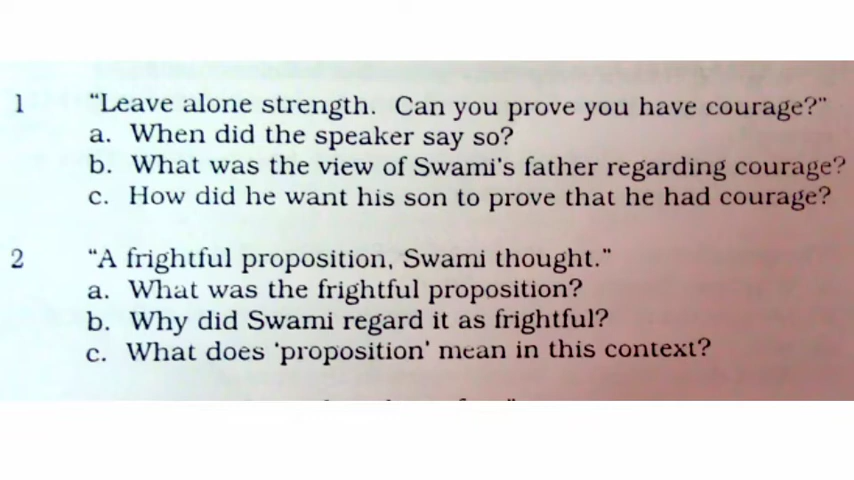 1 "Leave alone strength. Can you prove you have courage?"
a. When did the speaker say so?
b. What was the view of Swami's father regarding courage?
c. How did he want his son to prove that he had courage?
2 "A frightful proposition, Swami thought."
a. What was the frightful proposition?
b. Why did Swami regard it as frightful?
c. What does 'proposition' mean in this context?